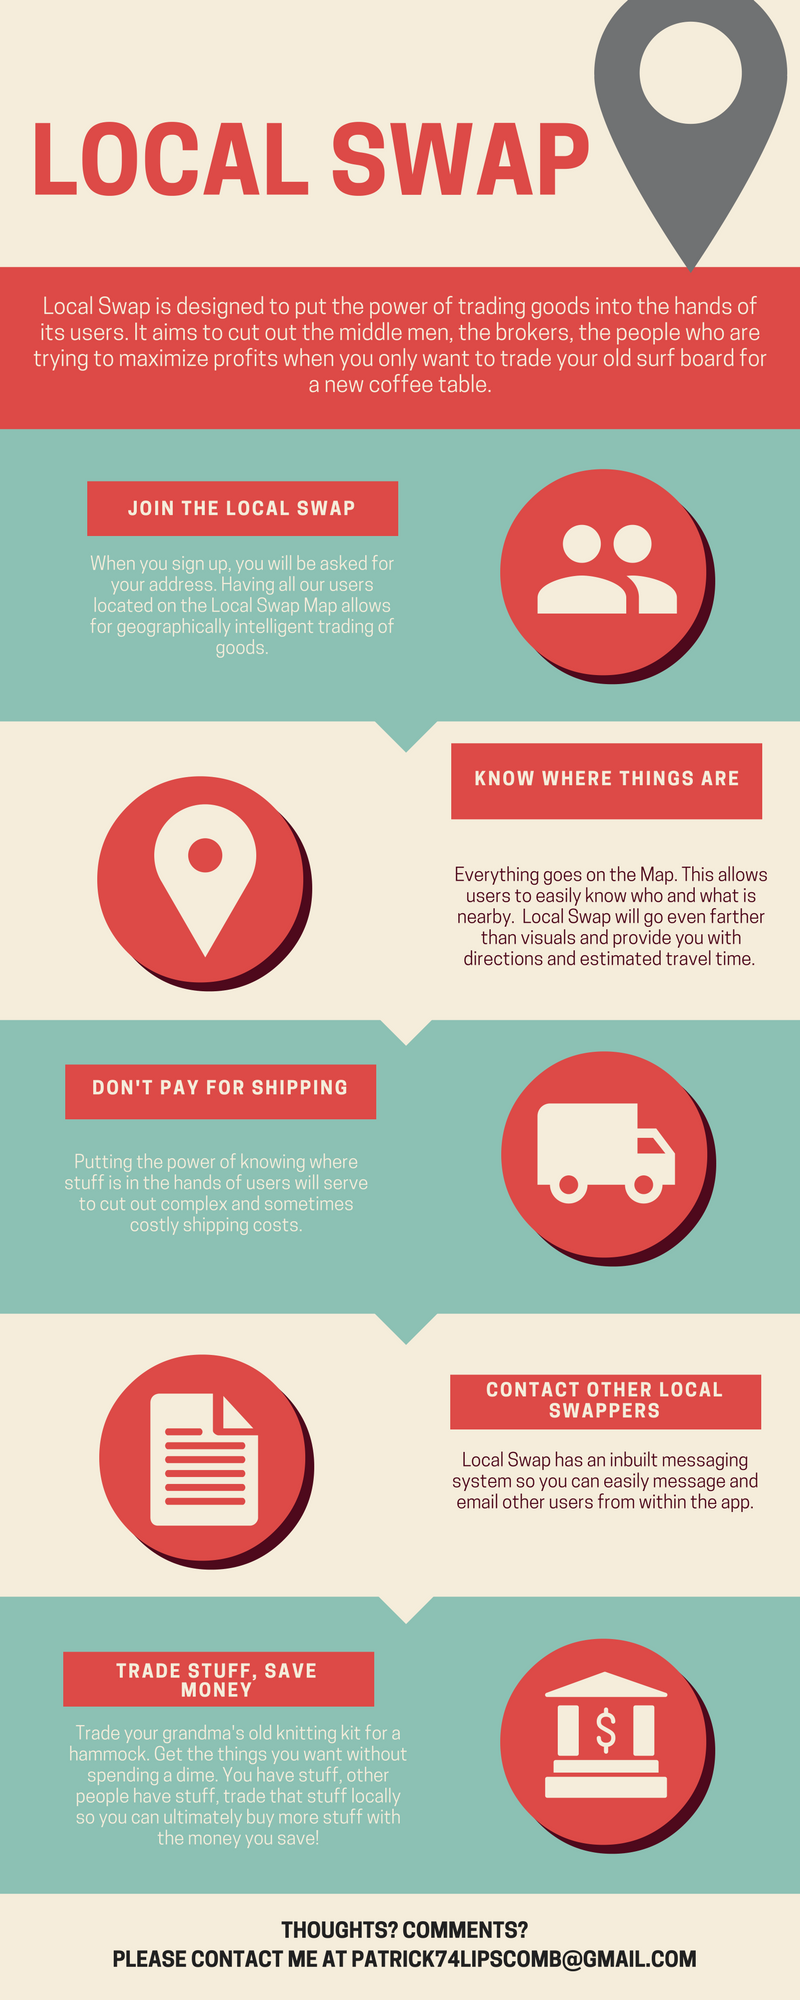 LOCAL SWAP
Local Swap is designed to put the power of trading goods into the hands of
its users. It aims to cut out the middle men, the brokers, the people who are
trying to maximize profits when you only want to trade your old surf board for
a new coffee table.
JOIN THE LOCAL SWAP
When you sign up, you will be asked for
your address. Having all our users
located on the Local Swap Map allows
for geographically intelligent trading of
goods.
KNOW WHERE THINGS ARE
Everything goes on the Map. This allows
users to easily know who and what is
nearby. Local Swap will go even farther
than visuals and provide you with
directions and estimated travel time.
DON'T PAY FOR SHIPPING
Putting the power of knowing where
stuff is in the hands of users will serve
to cut out complex and sometimes
costly shipping costs.
CONTACT OTHER LOCAL
SWAPPERS
Local Swap has an inbuilt messaging
system so you can easily message and
email other users from within the app.
TRADE STUFF, SAVE
MONEY
$
Trade your grandma's old knitting kit for a
hammock. Get the things you want without
spending a dime. You have stuff, other
people have stuff, trade that stuff locally
so you can ultimately buy more stuff with
the money you save!
THOUGHTS? COMMENTS?
PLEASE CONTACT ME AT PATRICK74LIPSCOMB@GMAIL.COM